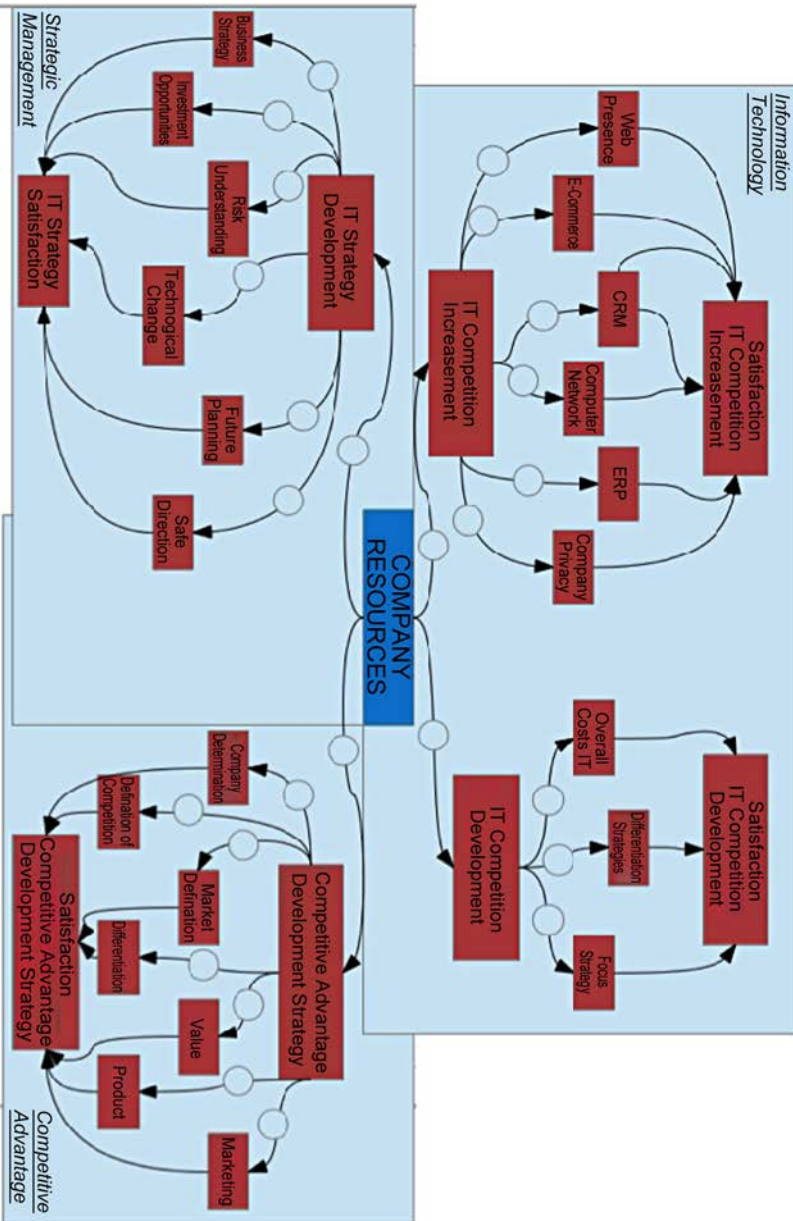 Information
Technology
Web
Presence
E-Commerce
CRM
Computer
Network
ERP
Company
Privacy
IT Competition
Increasement
Satisfaction
IT Competition
Increasement
Overall
Costs IT
Differentiation
Strategies
Focus
Strategy
IT Competition
Development
Satisfaction
IT Competition
Development
COMPANY
RESOURCES
Strategic
Management
Business
Strategy
Investment
Opportunities
Risk
Understanding
Technogical
Change
Future
Planning
Safe
Direction
IT Strategy
Development
IT Strategy
Satisfaction
Company
Determination
Defination of
Competition
Market
Defination
Differentiation
Value
Product
Marketing
Competitive Advantage
Development Strategy
Satisfaction
Competitive Advantage
Development Strategy
Competitive
Advantage